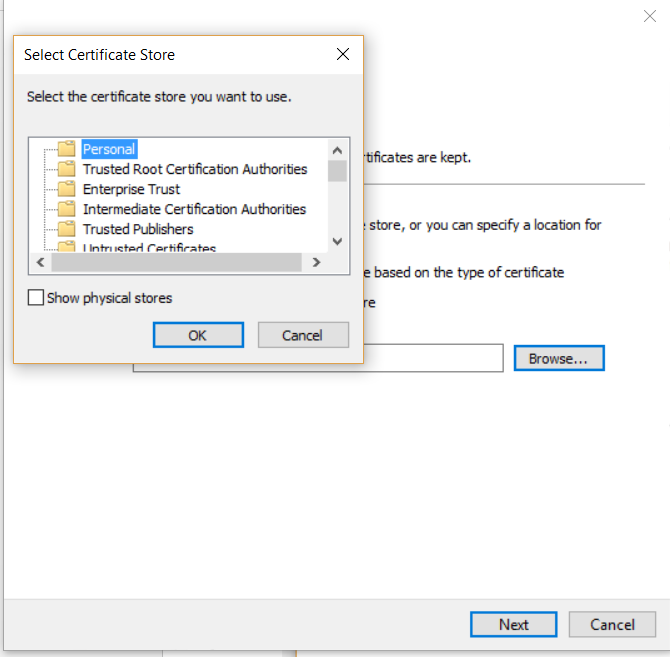 Select Certificate Store
Select the certificate store you want to use.
Personal
Trusted Root Certification Authorities
Enterprise Trust
Intermediate Certification Authorities
Trusted Publishers
Untrusted Certificates
Show physical stores
OK Cancel
tificates are kept.
store, or you can specify a location for
based on the type of certificate
re
Browse...
Next Cancel